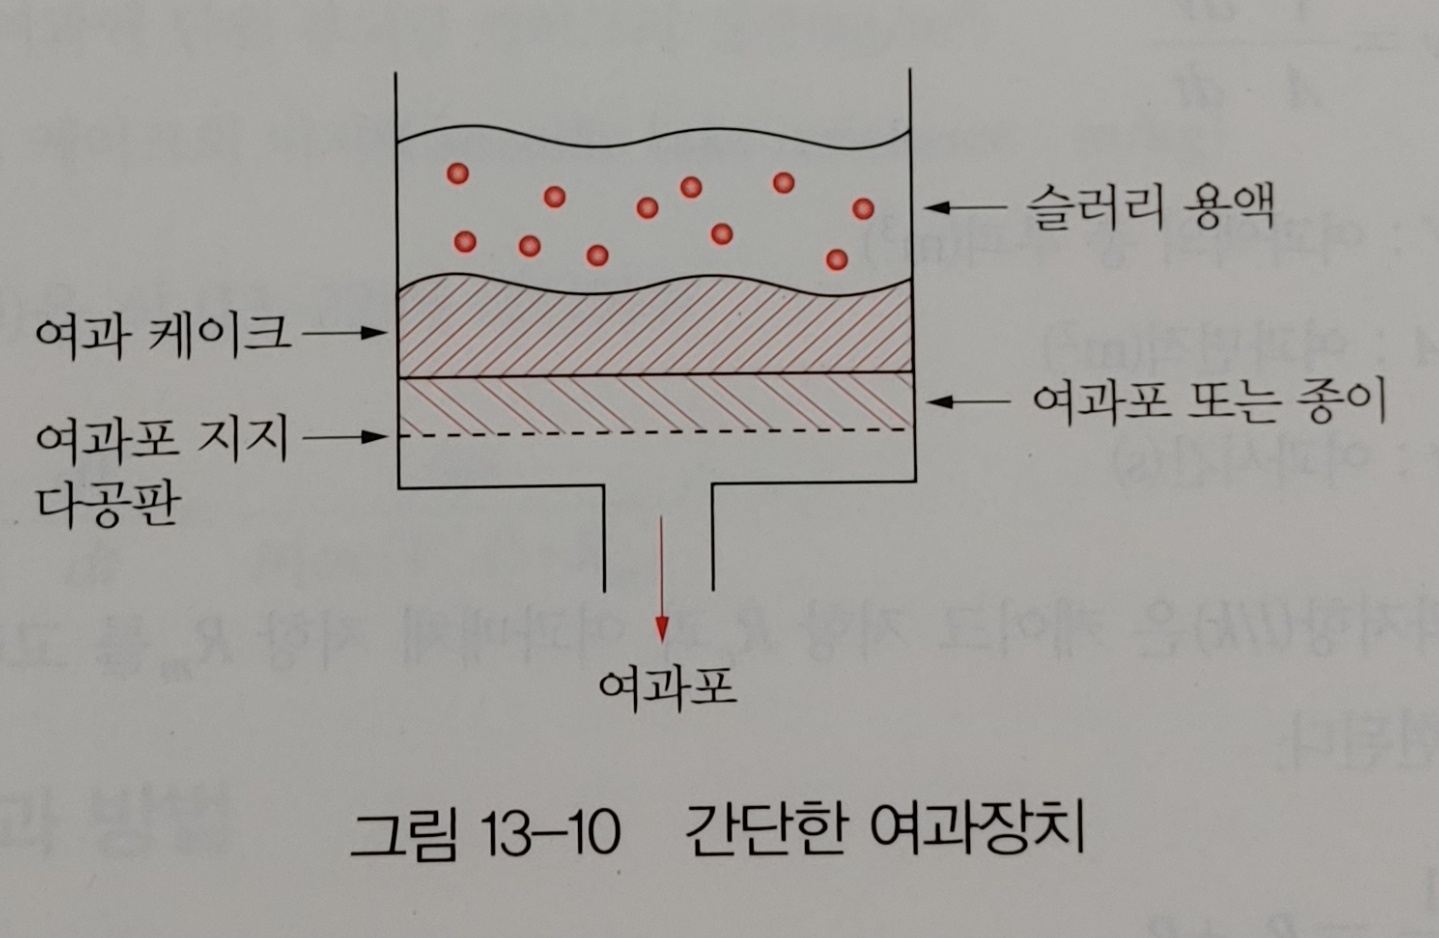 슬러리 용액
여과 케이크
여과포 또는 종이
여과포 지지
다공판
여과포
그림 13-10 간단한 여과장치